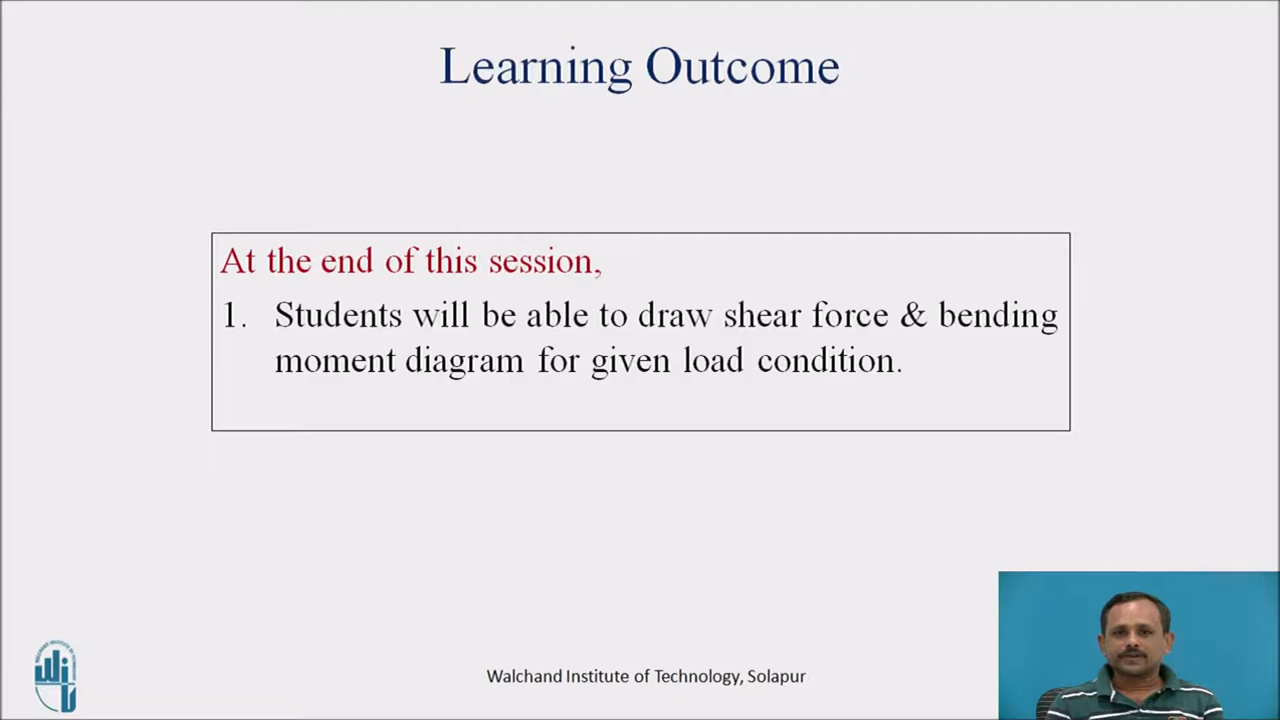 Learning Outcome
At the end of this session,
1. Students will be able to draw shear force & bending
moment diagram for given load condition.
Walchand Institute of Technology, Solapur